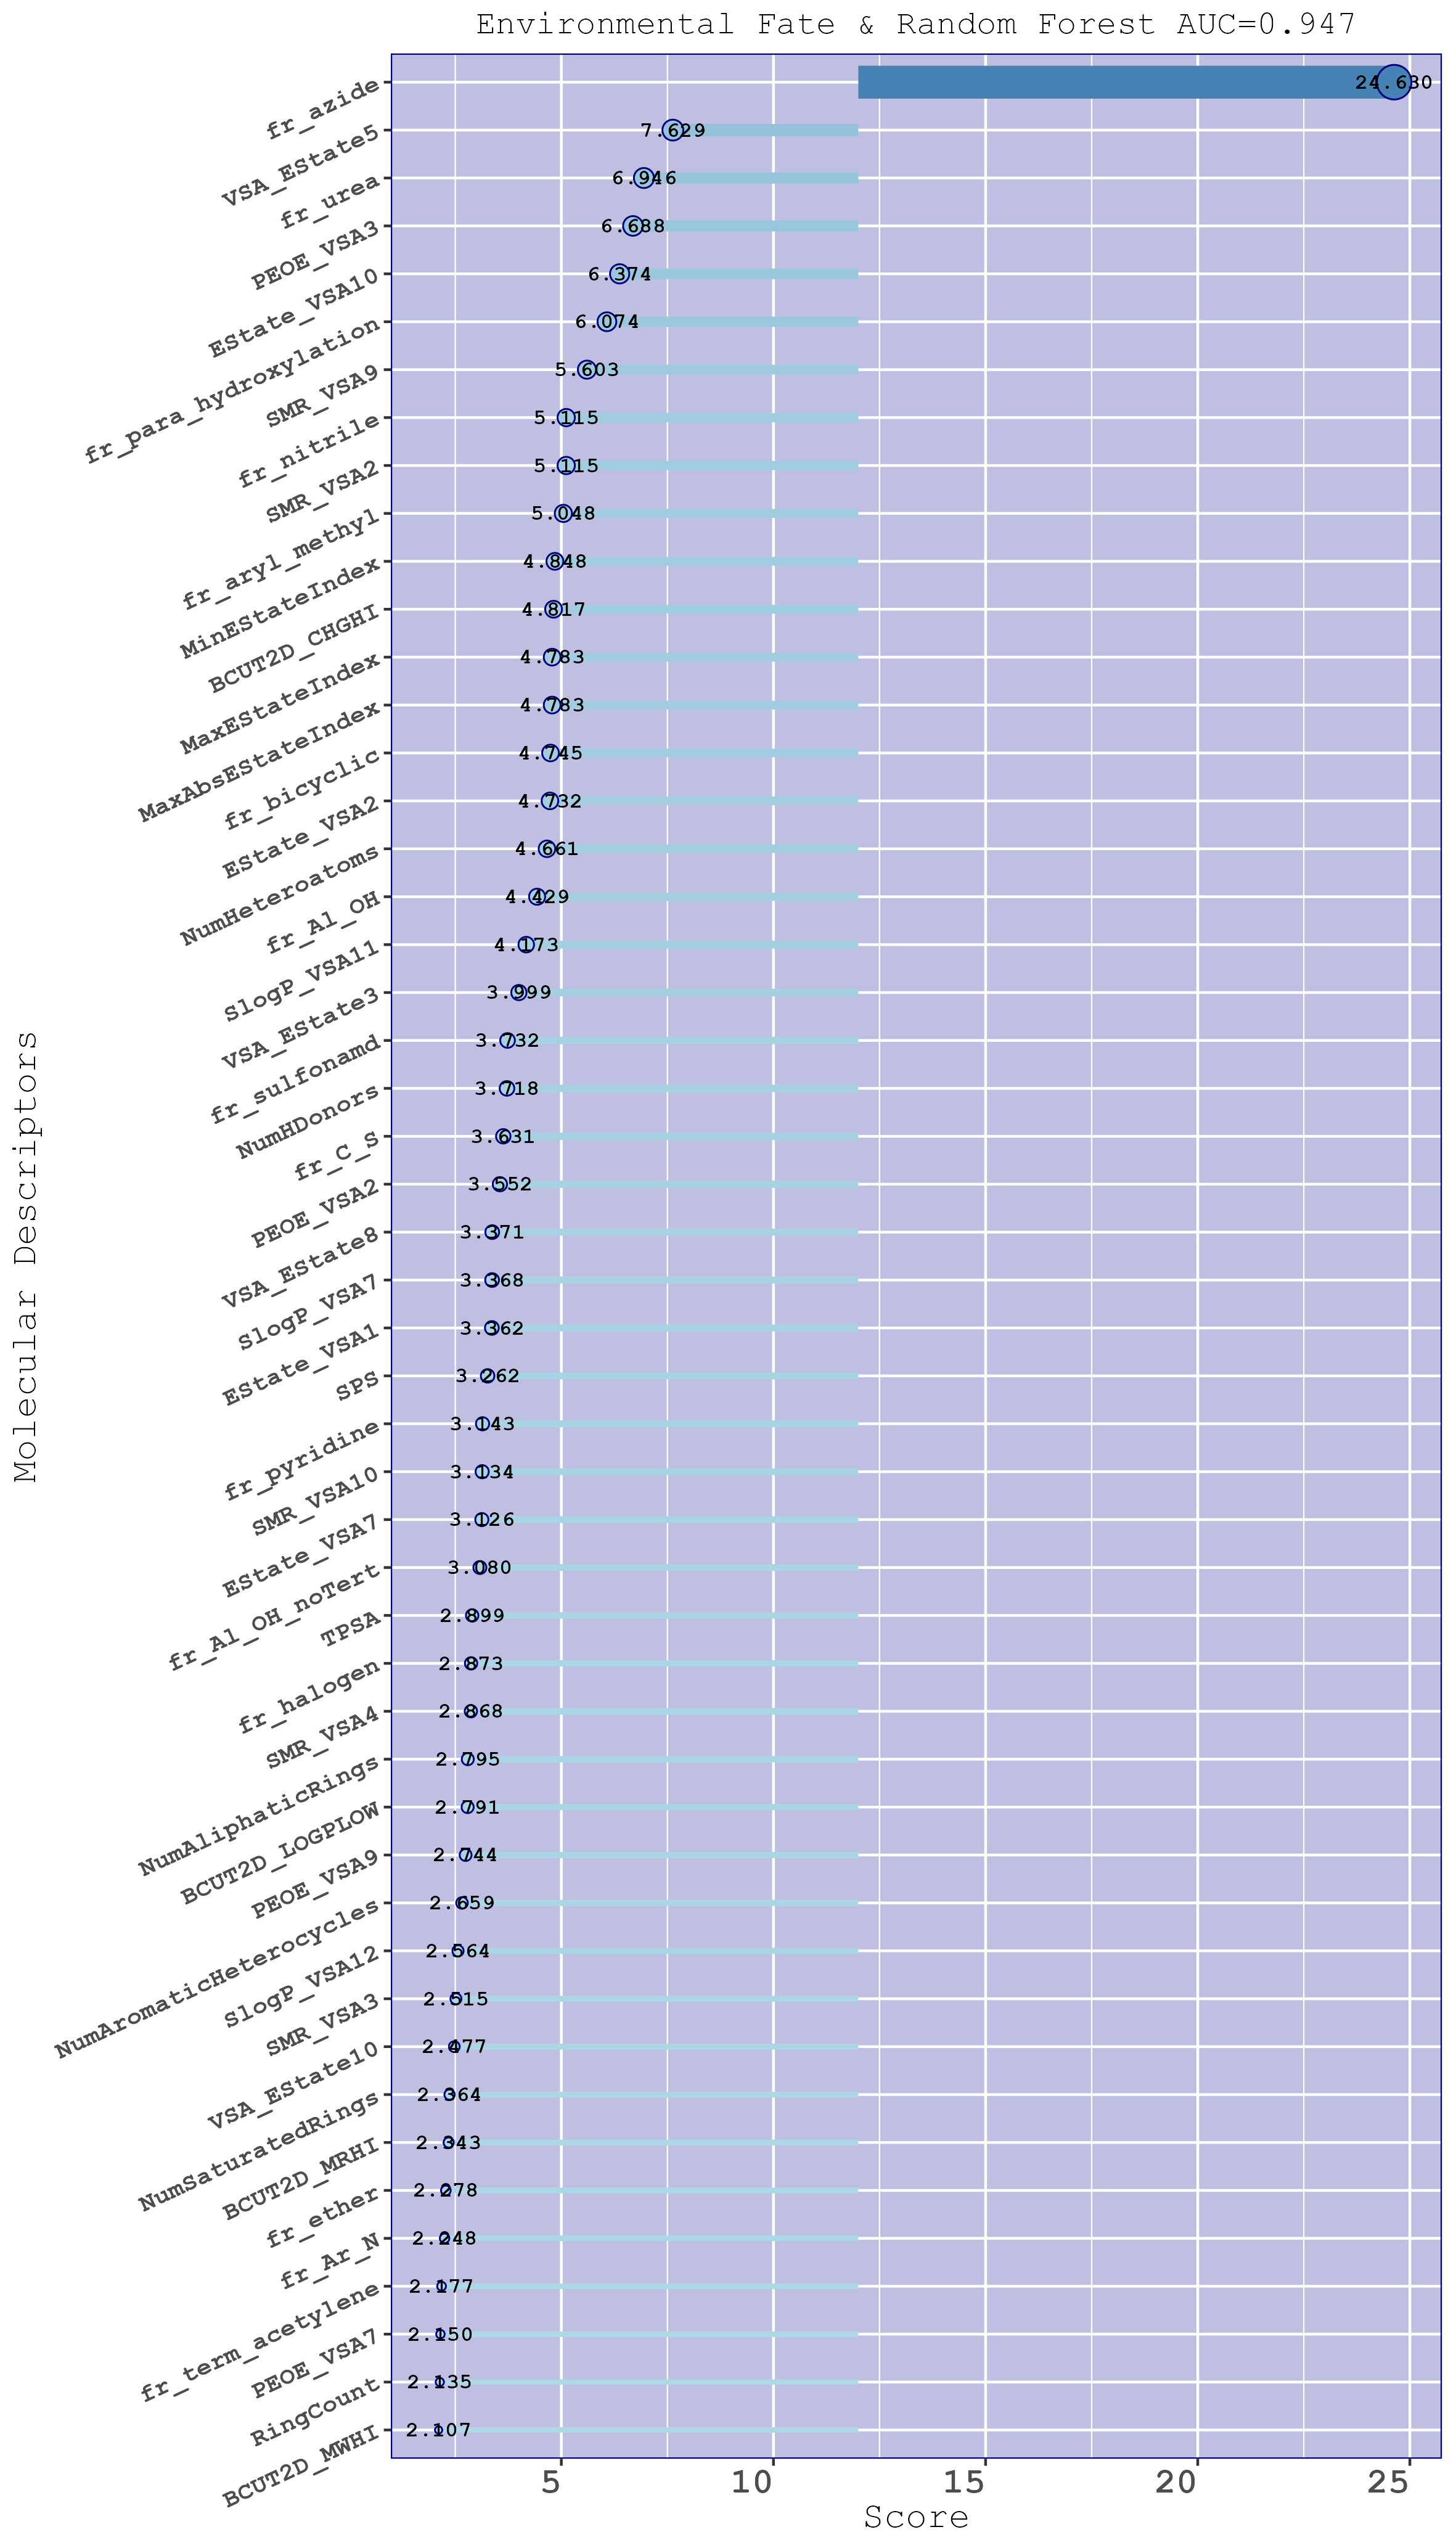 Environmental Fate & Random Forest AUC=0.947
Molecular Descriptors
fr_azide 24.630
VSA_EState5 7.629
fr_urea 6.946
PEOE_VSA3 6.688
EState_VSA10 6.374
fr_para_hydroxylation 6.074
SMR_VSA9 5.603
fr_nitrile 5.115
SMR_VSA2 5.115
fr_aryl_methyl 5.048
MinEStateIndex 4.848
BCUT2D_CHGHI 4.817
MaxEStateIndex 4.783
MaxAbsEStateIndex 4.783
fr_bicyclic 4.745
EState_VSA2 4.732
NumHeteroatoms 4.661
fr_Al_OH 4.429
SlogP_VSA11 4.173
VSA_EState3 3.999
fr_sulfonamd 3.732
NumHDonors 3.718
fr_C_S 3.631
PEOE_VSA2 3.552
VSA_EState8 3.371
SlogP_VSA7 3.368
EState_VSA1 3.362
SPS 3.262
fr_pyridine 3.143
SMR_VSA10 3.134
EState_VSA7 3.126
fr_Al_OH_noTert 3.080
TPSA 2.899
fr_halogen 2.873
SMR_VSA4 2.868
NumAliphaticRings 2.795
BCUT2D_LOGPLOW 2.791
PEOE_VSA9 2.744
NumAromaticHeterocycles 2.659
SlogP_VSA12 2.564
SMR_VSA3 2.515
VSA_EState10 2.477
NumSaturatedRings 2.364
BCUT2D_MRHI 2.343
fr_ether 2.278
fr_Ar_N 2.248
fr_term_acetylene 2.177
PEOE_VSA7 2.150
RingCount 2.135
BCUT2D_MWHI 2.107
5 10 15 20 25
Score